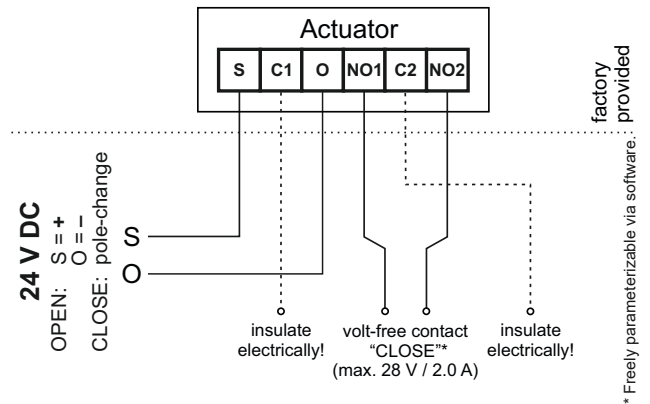 Actuator
S C1 O NO1 C2 NO2
factory
provided
24 V DC
OPEN: S = +
O = –
CLOSE: pole-change
S
O
insulate
electrically!
volt-free contact
“CLOSE”*
(max. 28 V / 2.0 A)
insulate
electrically!
* Freely parameterizable via software.